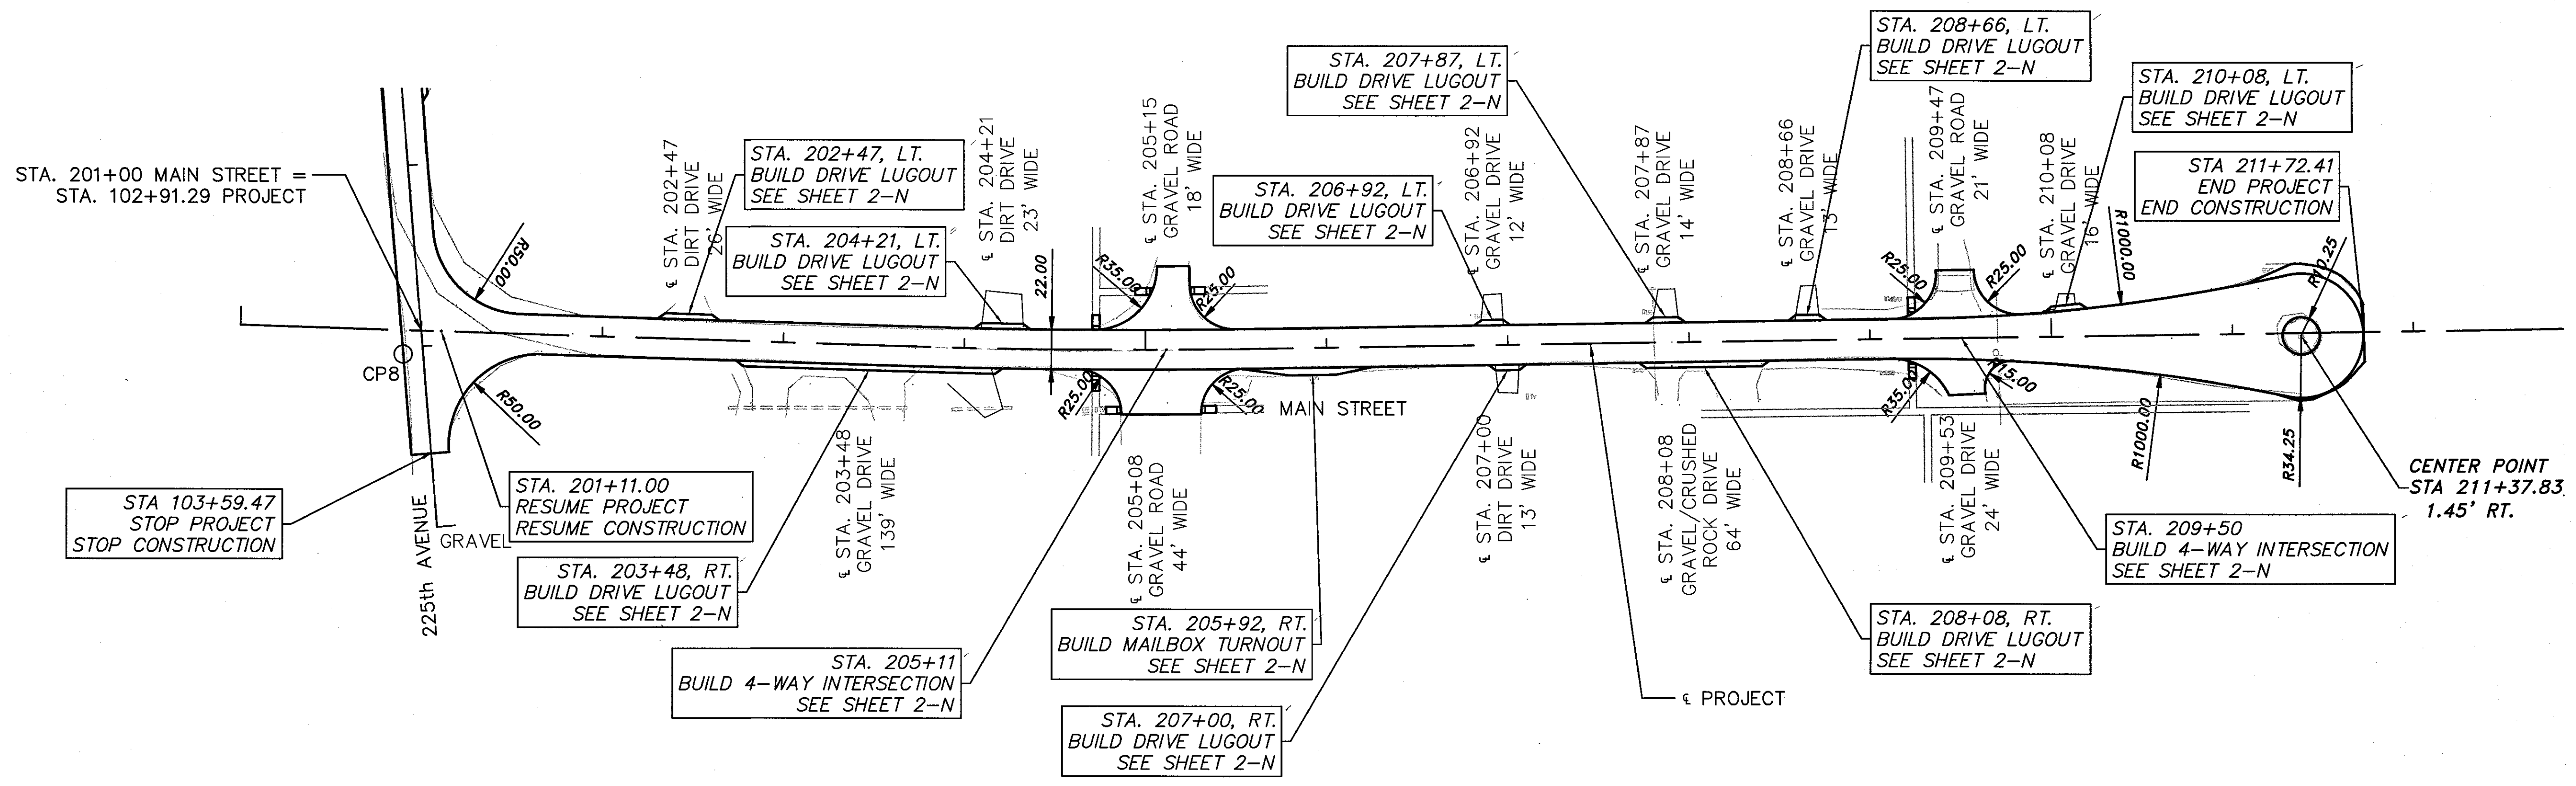 STA. 201+00 MAIN STREET =
STA. 102+91.29 PROJECT
CP8
STA 103+59.47
STOP PROJECT
STOP CONSTRUCTION
225th AVENUE
GRAVEL
R50.00
R50.00
STA. 201+11.00
RESUME PROJECT
RESUME CONSTRUCTION
℄ STA. 202+47
DIRT DRIVE
26' WIDE
STA. 202+47, LT.
BUILD DRIVE LUGOUT
SEE SHEET 2-N
STA. 204+21, LT.
BUILD DRIVE LUGOUT
SEE SHEET 2-N
℄ STA. 204+21
DIRT DRIVE
23' WIDE
22.00
℄ STA. 203+48
GRAVEL DRIVE
139' WIDE
STA. 203+48, RT.
BUILD DRIVE LUGOUT
SEE SHEET 2-N
℄ STA. 205+15
GRAVEL ROAD
18' WIDE
R35.00
R25.00
R25.00
R25.00
℄ STA. 205+08
GRAVEL ROAD
44' WIDE
STA. 205+11
BUILD 4-WAY INTERSECTION
SEE SHEET 2-N
MAIN STREET
STA. 205+92, RT.
BUILD MAILBOX TURNOUT
SEE SHEET 2-N
STA. 206+92, LT.
BUILD DRIVE LUGOUT
SEE SHEET 2-N
℄ STA. 206+92
GRAVEL DRIVE
12' WIDE
STA. 207+00, RT.
BUILD DRIVE LUGOUT
SEE SHEET 2-N
℄ STA. 207+00
DIRT DRIVE
13' WIDE
STA. 207+87, LT.
BUILD DRIVE LUGOUT
SEE SHEET 2-N
℄ STA. 207+87
GRAVEL DRIVE
14' WIDE
℄ STA. 208+08
GRAVEL/CRUSHED
ROCK DRIVE
64' WIDE
℄ PROJECT
STA. 208+08, RT.
BUILD DRIVE LUGOUT
SEE SHEET 2-N
STA. 208+66, LT.
BUILD DRIVE LUGOUT
SEE SHEET 2-N
℄ STA. 208+66
GRAVEL DRIVE
13' WIDE
℄ STA. 209+47
GRAVEL ROAD
21' WIDE
R25.00
R25.00
R35.00
R15.00
℄ STA. 209+53
GRAVEL DRIVE
24' WIDE
STA. 209+50
BUILD 4-WAY INTERSECTION
SEE SHEET 2-N
STA. 210+08, LT.
BUILD DRIVE LUGOUT
SEE SHEET 2-N
℄ STA. 210+08
GRAVEL DRIVE
16' WIDE
R1000.00
R1000.00
STA 211+72.41
END PROJECT
END CONSTRUCTION
R10.25
R34.25
CENTER POINT
STA 211+37.83,
1.45' RT.